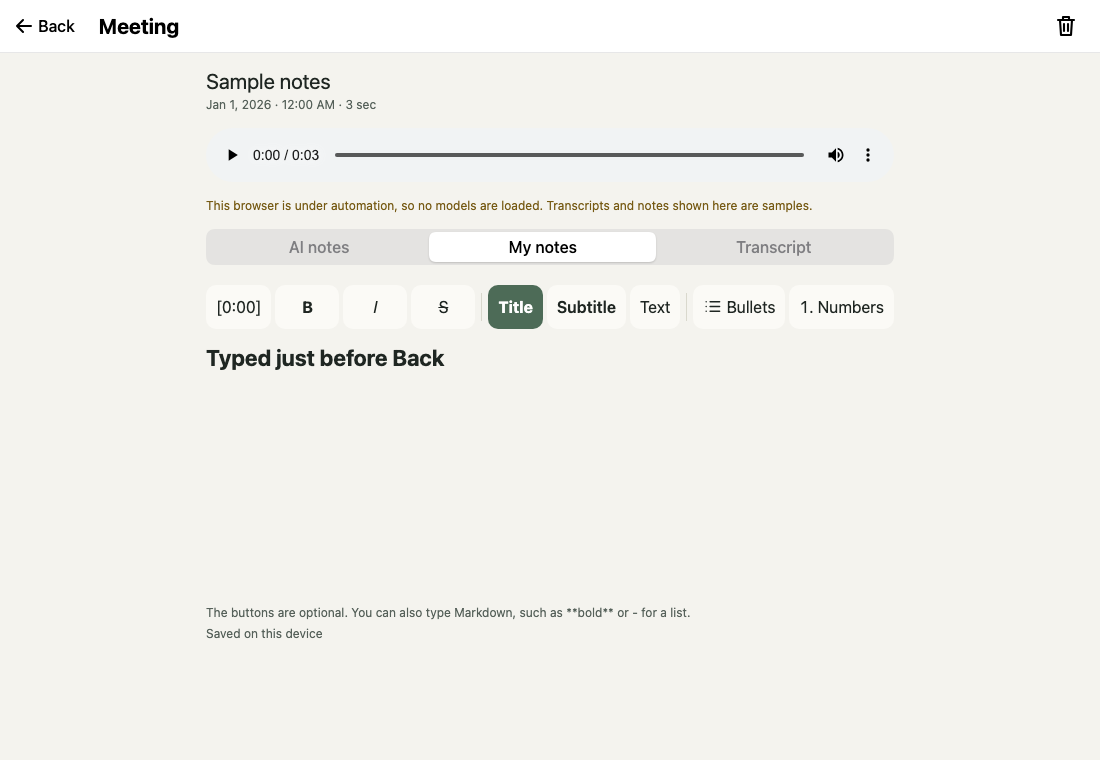 Back Meeting
Sample notes
Jan 1, 2026 · 12:00 AM · 3 sec
0:00 / 0:03
This browser is under automation, so no models are loaded. Transcripts and notes shown here are samples.
AI notes My notes Transcript
[0:00] B I S Title Subtitle Text Bullets 1. Numbers
Typed just before Back
The buttons are optional. You can also type Markdown, such as **bold** or - for a list.
Saved on this device